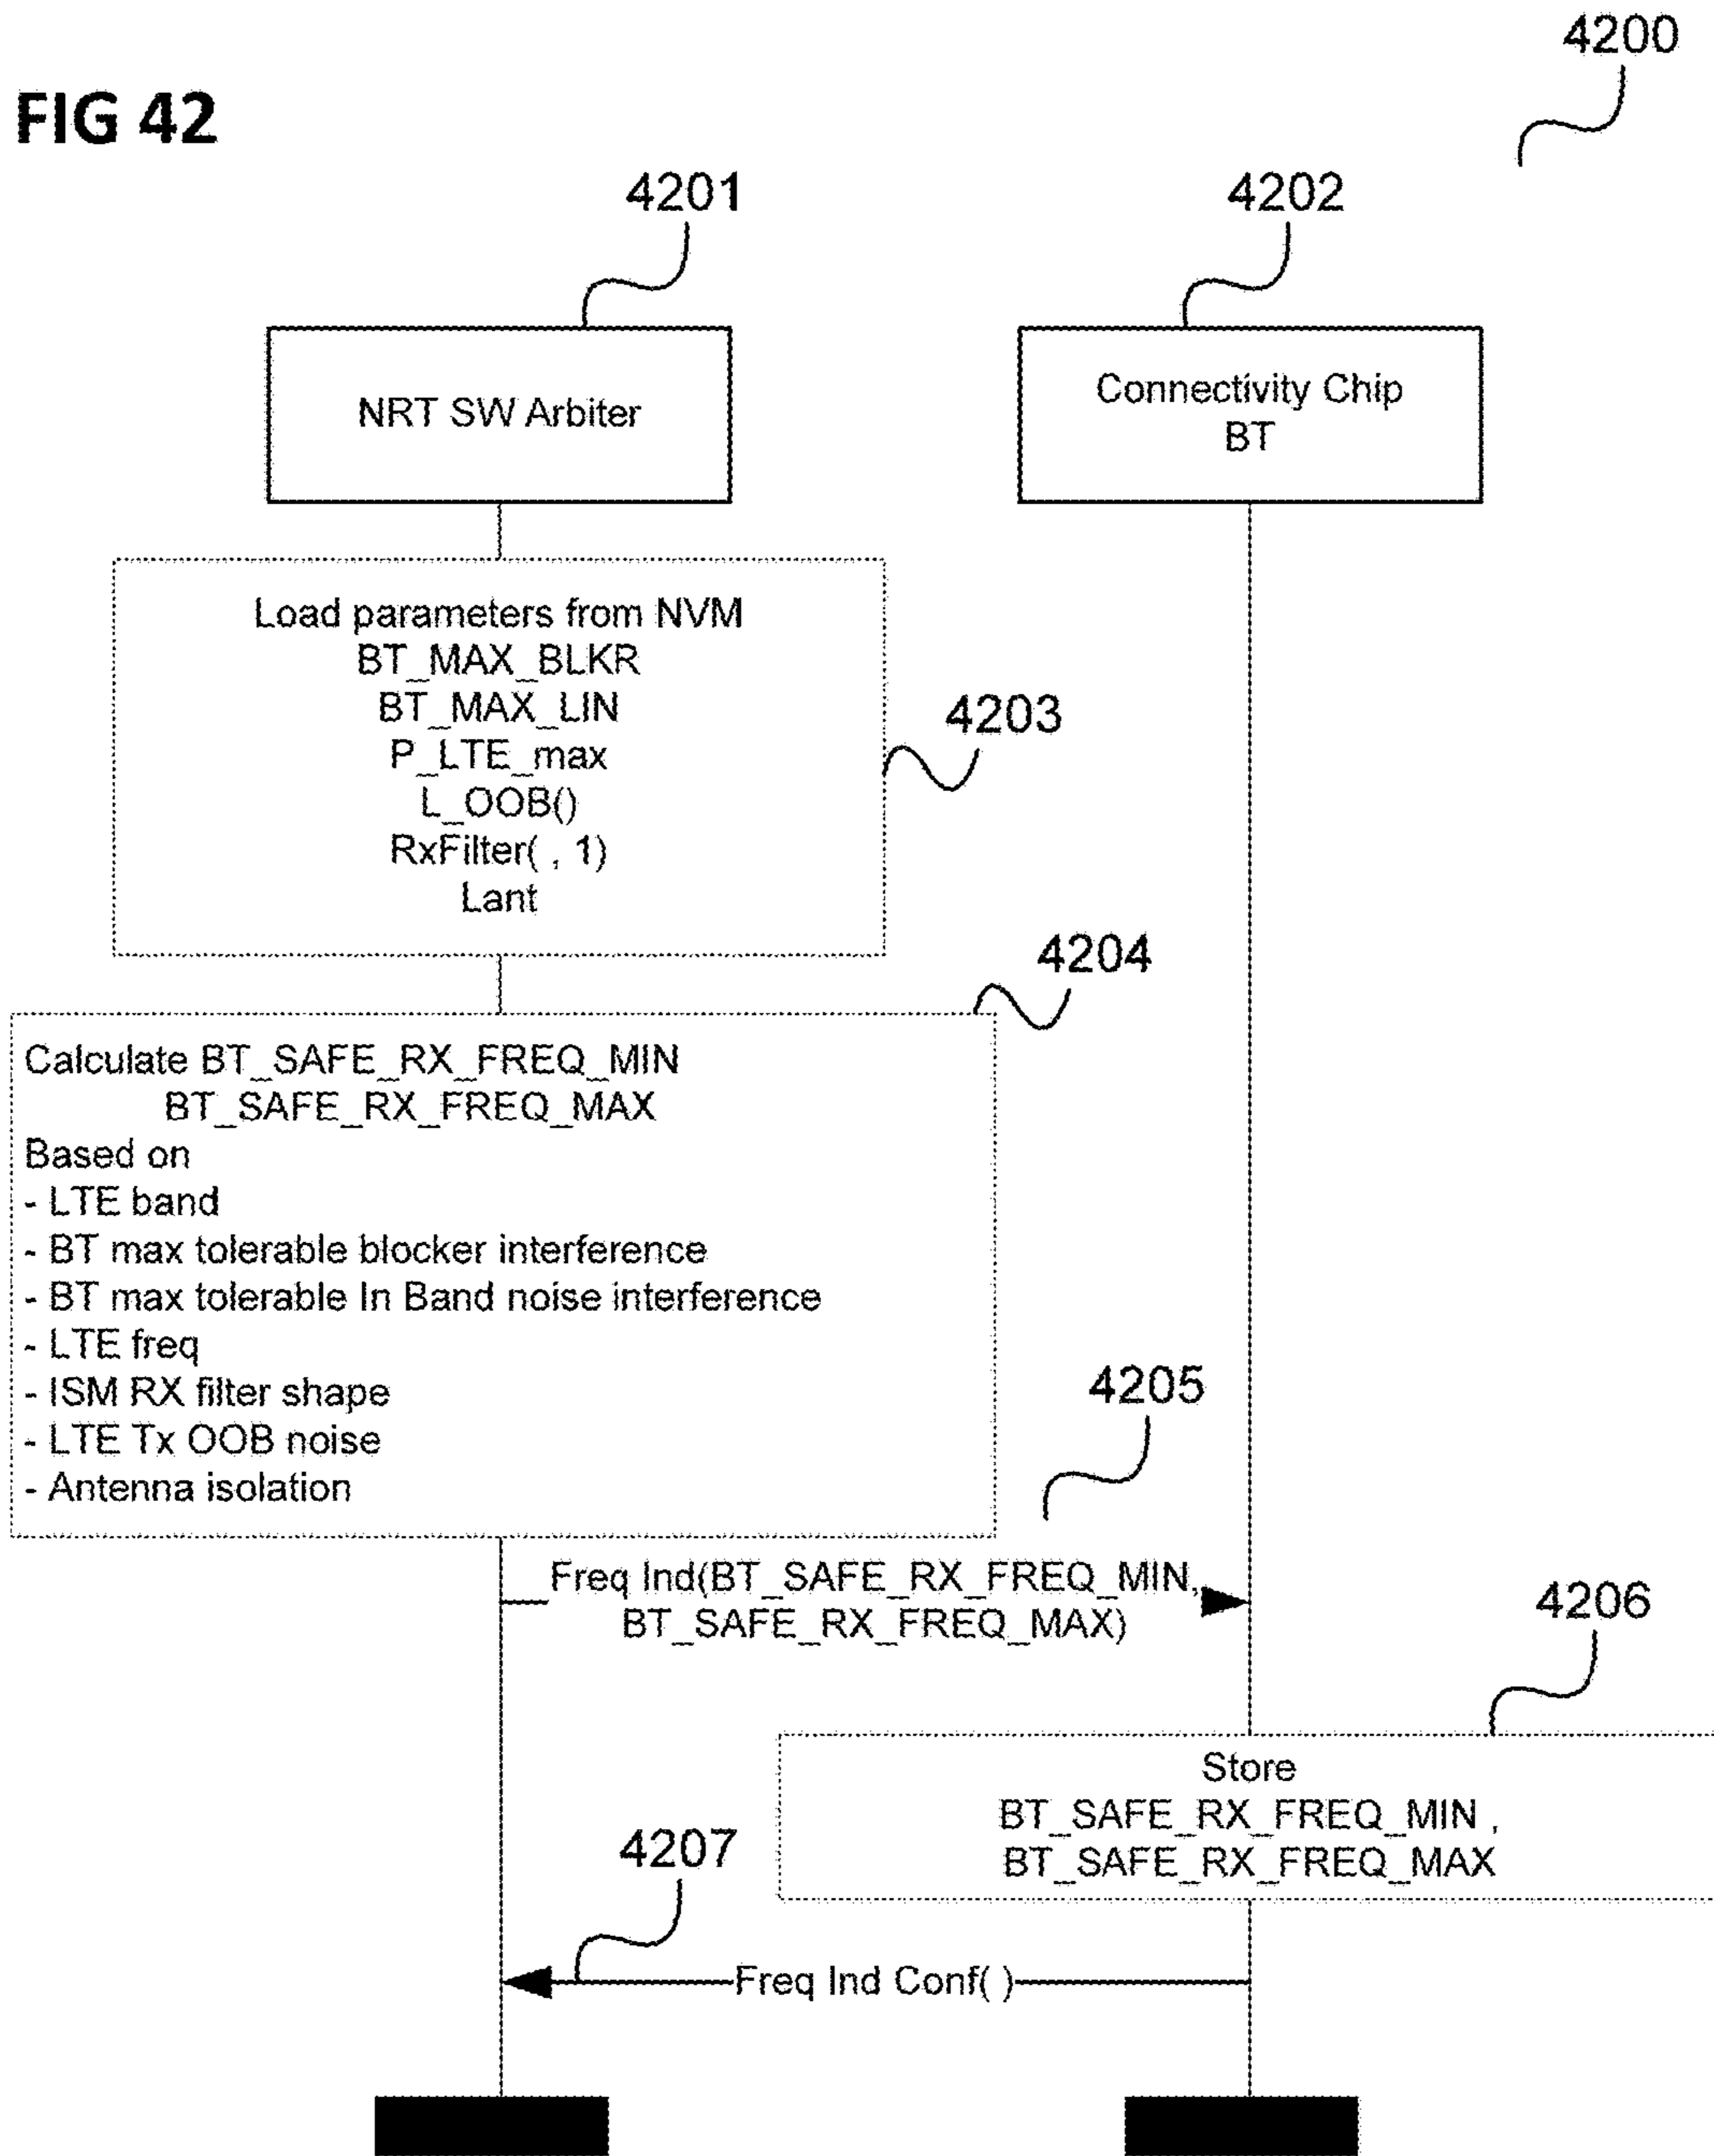 4200
FIG 42
4201
4202
NRT SW Arbiter
Connectivity Chip
BT
Load parameters from NVM
BT_MAX_BLKR
BT_MAX_LIN
P_LTE_max
L_OOB()
RxFilter( , 1)
Lant
4203
4204
Calculate BT_SAFE_RX_FREQ_MIN
BT_SAFE_RX_FREQ_MAX
Based on
- LTE band
- BT max tolerable blocker interference
- BT max tolerable In Band noise interference
- LTE freq
- ISM RX filter shape
- LTE Tx OOB noise
- Antenna isolation
4205
Freq Ind(BT_SAFE_RX_FREQ_MIN,
BT_SAFE_RX_FREQ_MAX)
4206
Store
BT_SAFE_RX_FREQ_MIN ,
BT_SAFE_RX_FREQ_MAX
4207
Freq Ind Conf( )